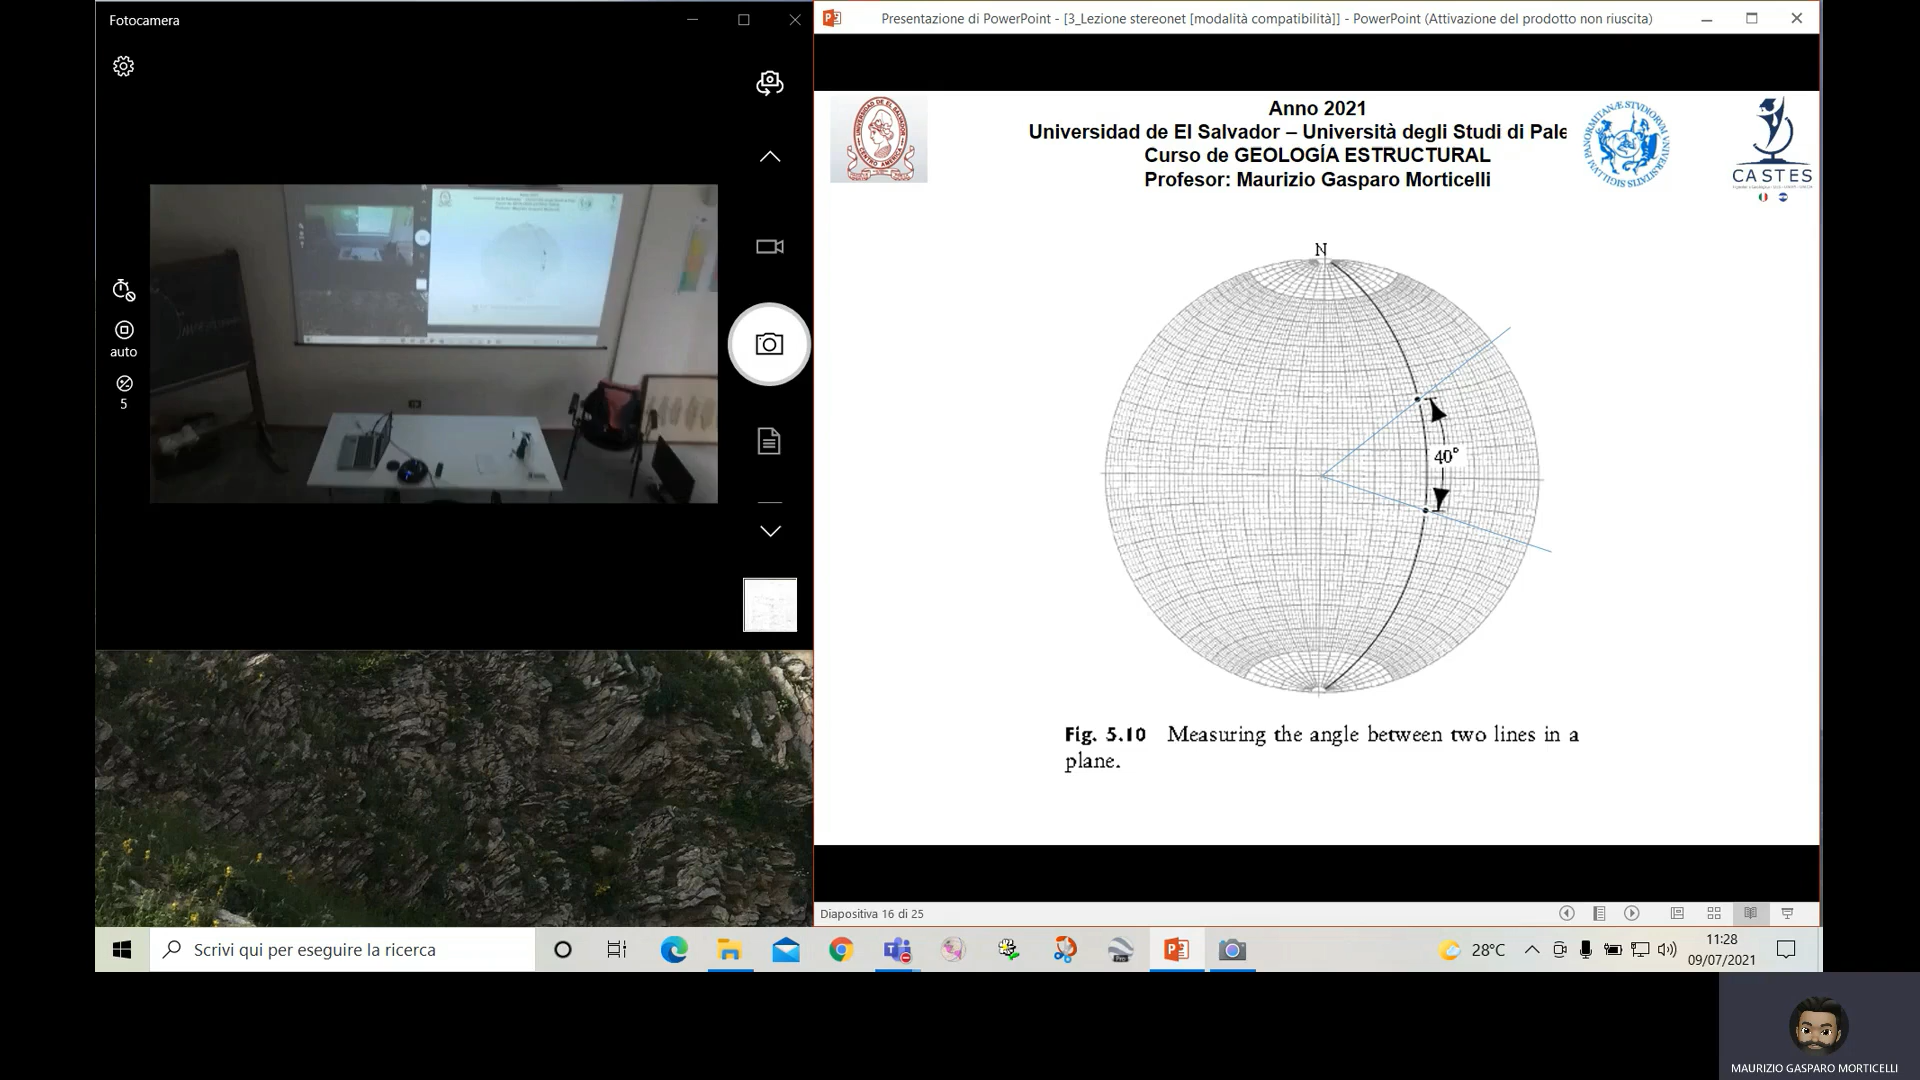 Fotocamera
auto
5
Presentazione di PowerPoint - [3_Lezione stereonet [modalità compatibilità]] - PowerPoint (Attivazione del prodotto non riuscita)
Anno 2021
Universidad de El Salvador – Università degli Studi di Pale
Curso de GEOLOGÍA ESTRUCTURAL
Profesor: Maurizio Gasparo Morticelli
CASTES
N
40°
Fig. 5.10 Measuring the angle between two lines in a
plane.
Diapositiva 16 di 25
Scrivi qui per eseguire la ricerca
28°C
11:28
09/07/2021
MAURIZIO GASPARO MORTICELLI